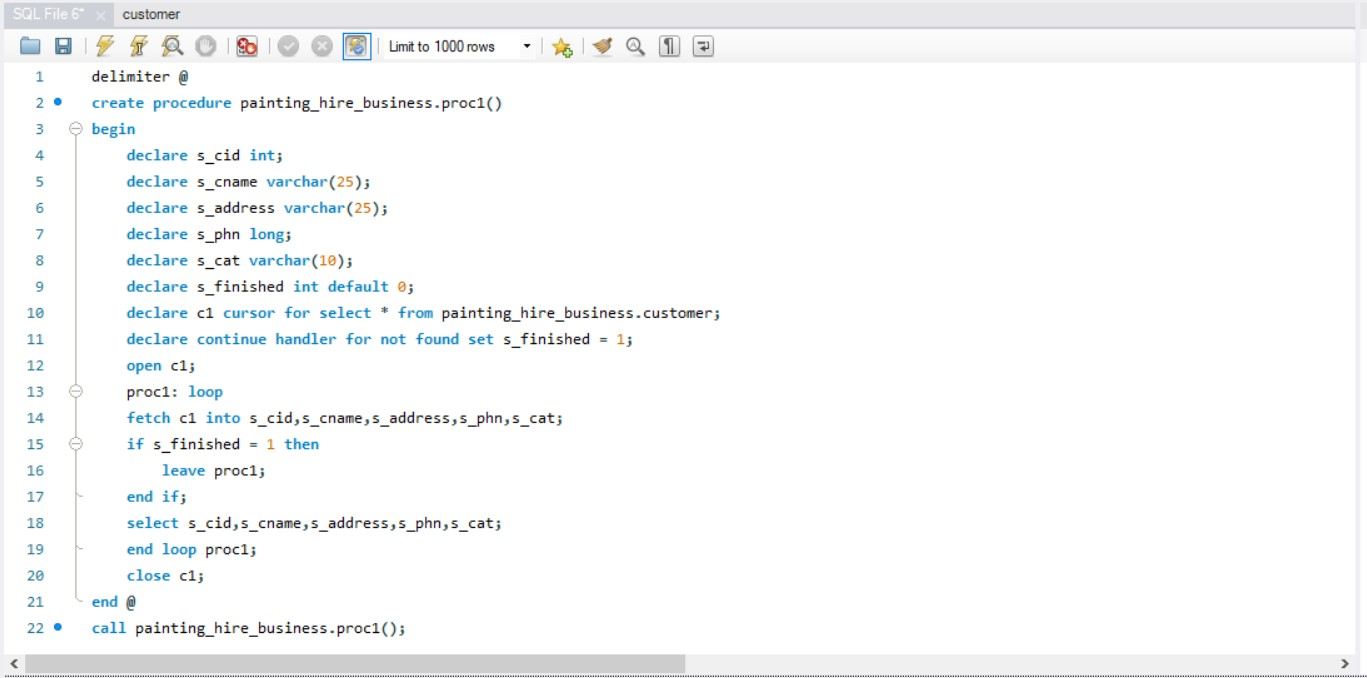 SQL File 6* customer
Limit to 1000 rows
1 delimiter @
2 create procedure painting_hire_business.proc1()
3 begin
4 declare s_cid int;
5 declare s_cname varchar(25);
6 declare s_address varchar(25);
7 declare s_phn long;
8 declare s_cat varchar(10);
9 declare s_finished int default 0;
10 declare c1 cursor for select * from painting_hire_business.customer;
11 declare continue handler for not found set s_finished = 1;
12 open c1;
13 proc1: loop
14 fetch c1 into s_cid,s_cname,s_address,s_phn,s_cat;
15 if s_finished = 1 then
16 leave proc1;
17 end if;
18 select s_cid,s_cname,s_address,s_phn,s_cat;
19 end loop proc1;
20 close c1;
21 end @
22 call painting_hire_business.proc1();